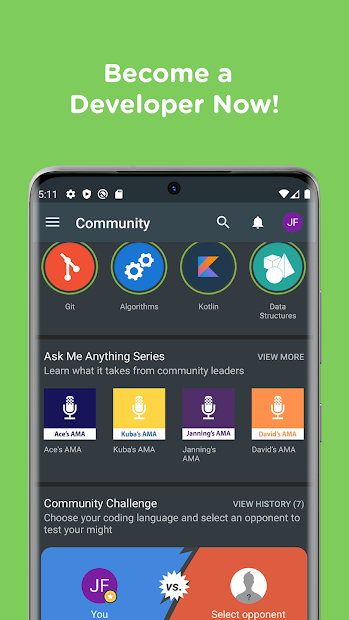 Become a
Developer Now!
5:11
Community
JF
Git
Algorithms
Kotlin
Data
Structures
Ask Me Anything Series
VIEW MORE
Learn what it takes from community leaders
Ace's AMA
Kuba's AMA
Janning's AMA
David's AMA
Ace's AMA
Kuba's AMA
Janning's
AMA
David's AMA
Community Challenge
VIEW HISTORY (7)
Choose your coding language and select an opponent to
test your might
JF
vs.
?
You
Select opponent